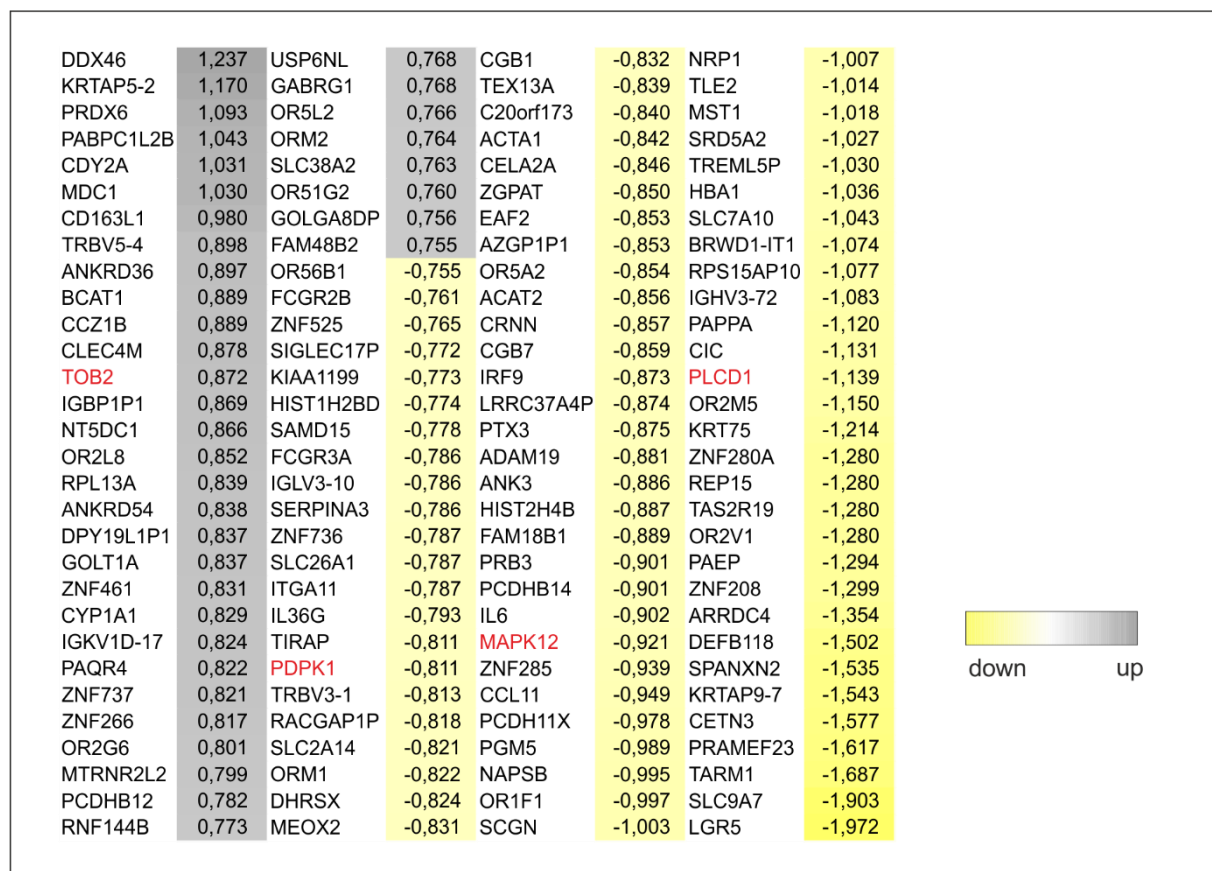 DDX46 1,237 USP6NL 0,768 CGB1 -0,832 NRP1 -1,007
KRTAP5-2 1,170 GABRG1 0,768 TEX13A -0,839 TLE2 -1,014
PRDX6 1,093 OR5L2 0,766 C20orf173 -0,840 MST1 -1,018
PABPC1L2B 1,043 ORM2 0,764 ACTA1 -0,842 SRD5A2 -1,027
CDY2A 1,031 SLC38A2 0,763 CELA2A -0,846 TREML5P -1,030
MDC1 1,030 OR51G2 0,760 ZGPAT -0,850 HBA1 -1,036
CD163L1 0,980 GOLGA8DP 0,756 EAF2 -0,853 SLC7A10 -1,043
TRBV5-4 0,898 FAM48B2 0,755 AZGP1P1 -0,853 BRWD1-IT1 -1,074
ANKRD36 0,897 OR56B1 -0,755 OR5A2 -0,854 RPS15AP10 -1,077
BCAT1 0,889 FCGR2B -0,761 ACAT2 -0,856 IGHV3-72 -1,083
CCZ1B 0,889 ZNF525 -0,765 CRNN -0,857 PAPPA -1,120
CLEC4M 0,878 SIGLEC17P -0,772 CGB7 -0,859 CIC -1,131
TOB2 0,872 KIAA1199 -0,773 IRF9 -0,873 PLCD1 -1,139
IGBP1P1 0,869 HIST1H2BD -0,774 LRRC37A4P -0,874 OR2M5 -1,150
NT5DC1 0,866 SAMD15 -0,778 PTX3 -0,875 KRT75 -1,214
OR2L8 0,852 FCGR3A -0,786 ADAM19 -0,881 ZNF280A -1,280
RPL13A 0,839 IGLV3-10 -0,786 ANK3 -0,886 REP15 -1,280
ANKRD54 0,838 SERPINA3 -0,786 HIST2H4B -0,887 TAS2R19 -1,280
DPY19L1P1 0,837 ZNF736 -0,787 FAM18B1 -0,889 OR2V1 -1,280
GOLT1A 0,837 SLC26A1 -0,787 PRB3 -0,901 PAEP -1,294
ZNF461 0,831 ITGA11 -0,787 PCDHB14 -0,901 ZNF208 -1,299
CYP1A1 0,829 IL36G -0,793 IL6 -0,902 ARRDC4 -1,354
IGKV1D-17 0,824 TIRAP -0,811 MAPK12 -0,921 DEFB118 -1,502
PAQR4 0,822 PDPK1 -0,811 ZNF285 -0,939 SPANXN2 -1,535
ZNF737 0,821 TRBV3-1 -0,813 CCL11 -0,949 KRTAP9-7 -1,543
ZNF266 0,817 RACGAP1P -0,818 PCDH11X -0,978 CETN3 -1,577
OR2G6 0,801 SLC2A14 -0,821 PGM5 -0,989 PRAMEF23 -1,617
MTRNR2L2 0,799 ORM1 -0,822 NAPSB -0,995 TARM1 -1,687
PCDHB12 0,782 DHRSX -0,824 OR1F1 -0,997 SLC9A7 -1,903
RNF144B 0,773 MEOX2 -0,831 SCGN -1,003 LGR5 -1,972
down up